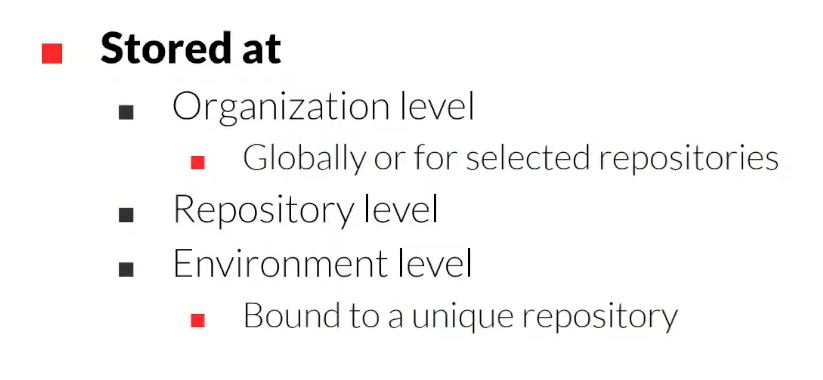 Stored at
Organization level
Globally or for selected repositories
Repository level
Environment level
Bound to a unique repository